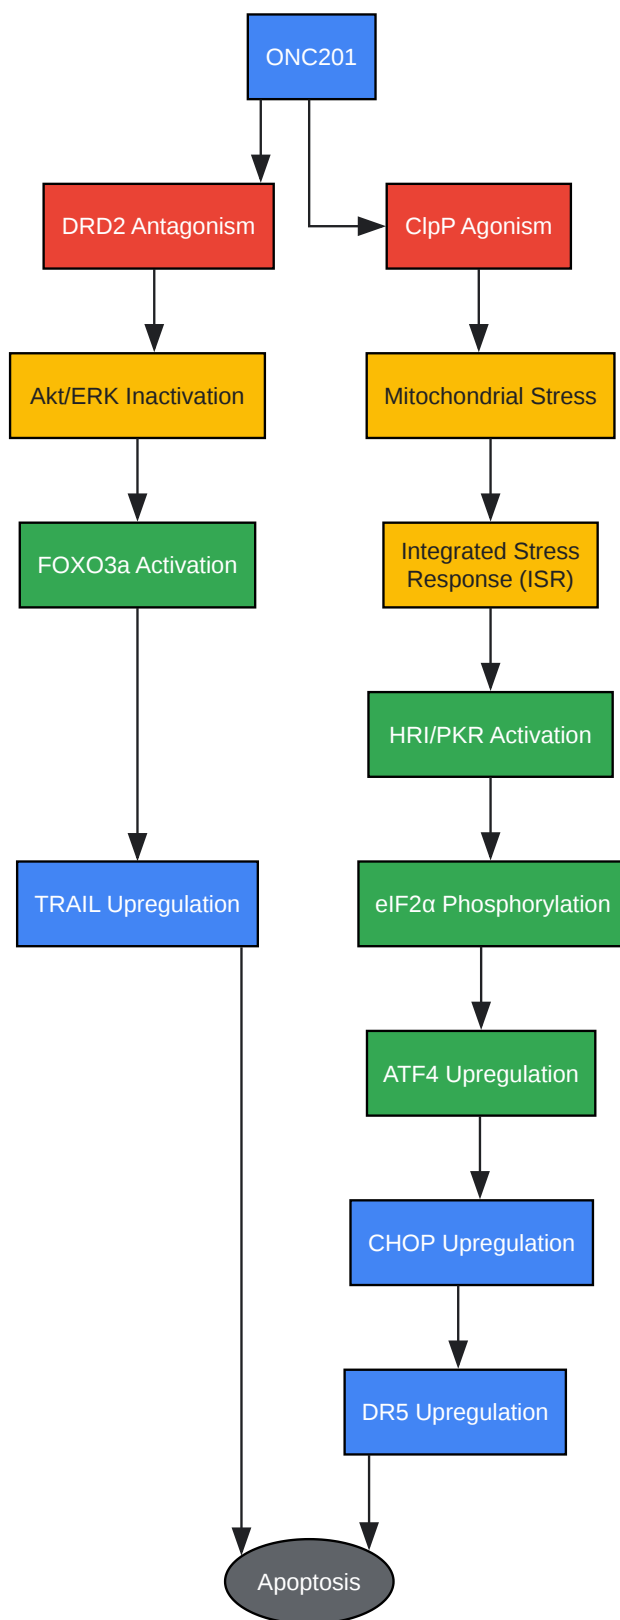 ONC201
DRD2 Antagonism
ClpP Agonism
Akt/ERK Inactivation
Mitochondrial Stress
FOXO3a Activation
Integrated Stress
Response (ISR)
HRI/PKR Activation
TRAIL Upregulation
eIF2α Phosphorylation
ATF4 Upregulation
CHOP Upregulation
DR5 Upregulation
Apoptosis